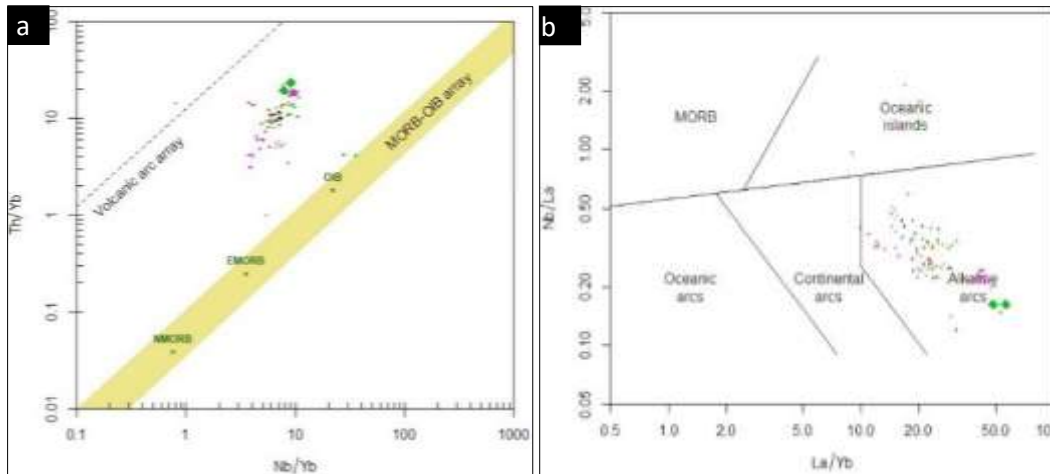 a
100
10
1
0.1
0.01
Th/Yb
Volcanic arc array
MORB-OIB array
OIB
EMORB
NMORB
0.1
1
10
100
1000
Nb/Yb
b
5.0
2.00
1.00
0.50
0.20
0.10
0.05
Nb/La
MORB
Oceanic
islands
Oceanic
arcs
Continental
arcs
Alkaline
arcs
0.5
1.0
2.0
5.0
10.0
20.0
50.0
10
La/Yb